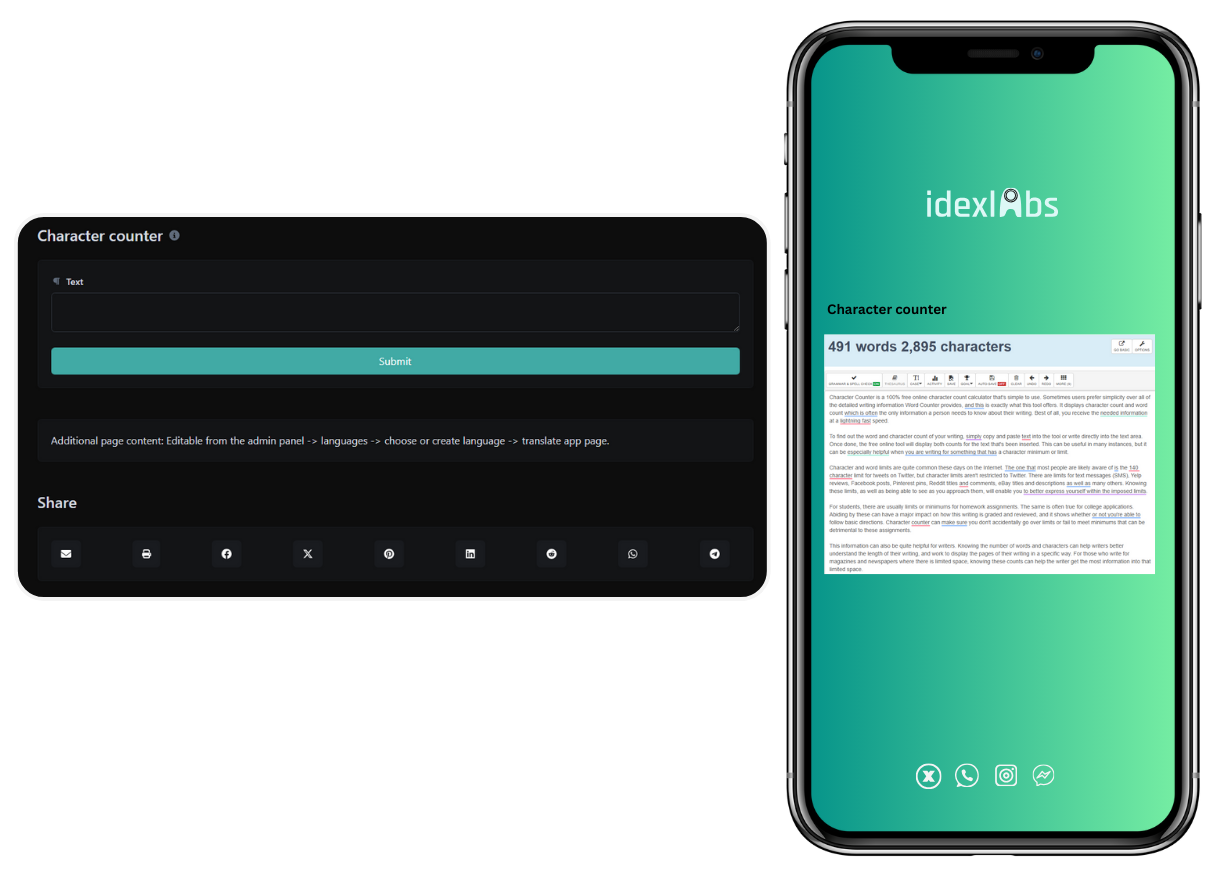 Character counter
Text
Submit
Additional page content: Editable from the admin panel -> languages -> choose or create language -> translate app page.
Share
idexlabs
Character counter
491 words 2,895 characters
GO BASIC OPTIONS
GRAMMAR & SPELL CHECK ON THESAURUS CASE ACTIVITY SAVE GOAL AUTO-SAVE OFF CLEAR UNDO REDO MORE
Character Counter is a 100% free online character count calculator that's simple to use. Sometimes users prefer simplicity over all of
the detailed writing information Word Counter provides, and this is exactly what this tool offers. It displays character count and word
count which is often the only information a person needs to know about their writing. Best of all, you receive the needed information
at a lightning fast speed.
To find out the word and character count of your writing, simply copy and paste text into the tool or write directly into the text area.
Once done, the free online tool will display both counts for the text that's been inserted. This can be useful in many instances, but it
can be especially helpful when you are writing for something that has a character minimum or limit.
Character and word limits are quite common these days on the Internet. The one that most people are likely aware of is the 140
character limit for tweets on Twitter, but character limits aren't restricted to Twitter. There are limits for text messages (SMS), Yelp
reviews, Facebook posts, Pinterest pins, Reddit titles and comments, eBay titles and descriptions as well as many others. Knowing
these limits, as well as being able to see as you approach them, will enable you to better express yourself within the imposed limits.
For students, there are usually limits or minimums for homework assignments. The same is often true for college applications.
Abiding by these can have a major impact on how this writing is graded and reviewed, and it shows whether or not you're able to
follow basic directions. Character counter can make sure you don't accidentally go over limits or fail to meet minimums that can be
detrimental to these assignments.
This information can also be quite helpful for writers. Knowing the number of words and characters can help writers better
understand the length of their writing, and work to display the pages of their writing in a specific way. For those who write for
magazines and newspapers where there is limited space, knowing these counts can help the writer get the most information into that
limited space.